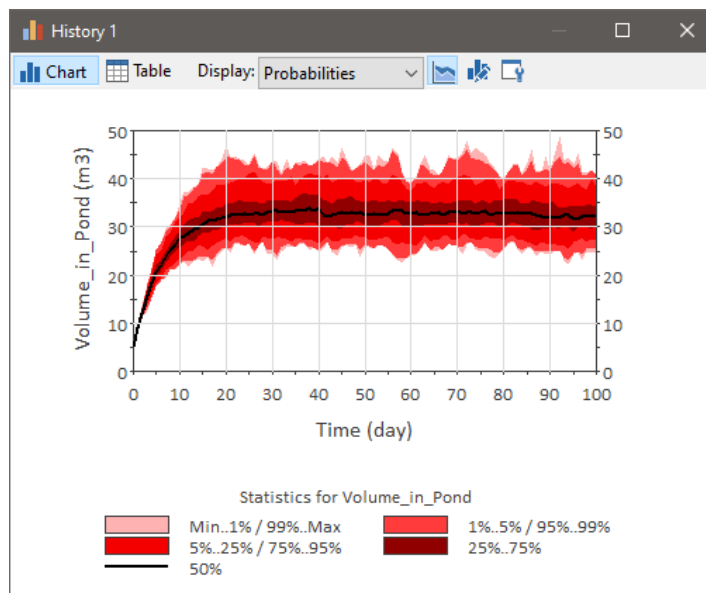 History 1
Chart Table Display: Probabilities
Volume_in_Pond (m3)
50 50
40 40
30 30
20 20
10 10
0 0
0 10 20 30 40 50 60 70 80 90 100
Time (day)
Statistics for Volume_in_Pond
Min..1% / 99%..Max 1%..5% / 95%..99%
5%..25% / 75%..95% 25%..75%
50%